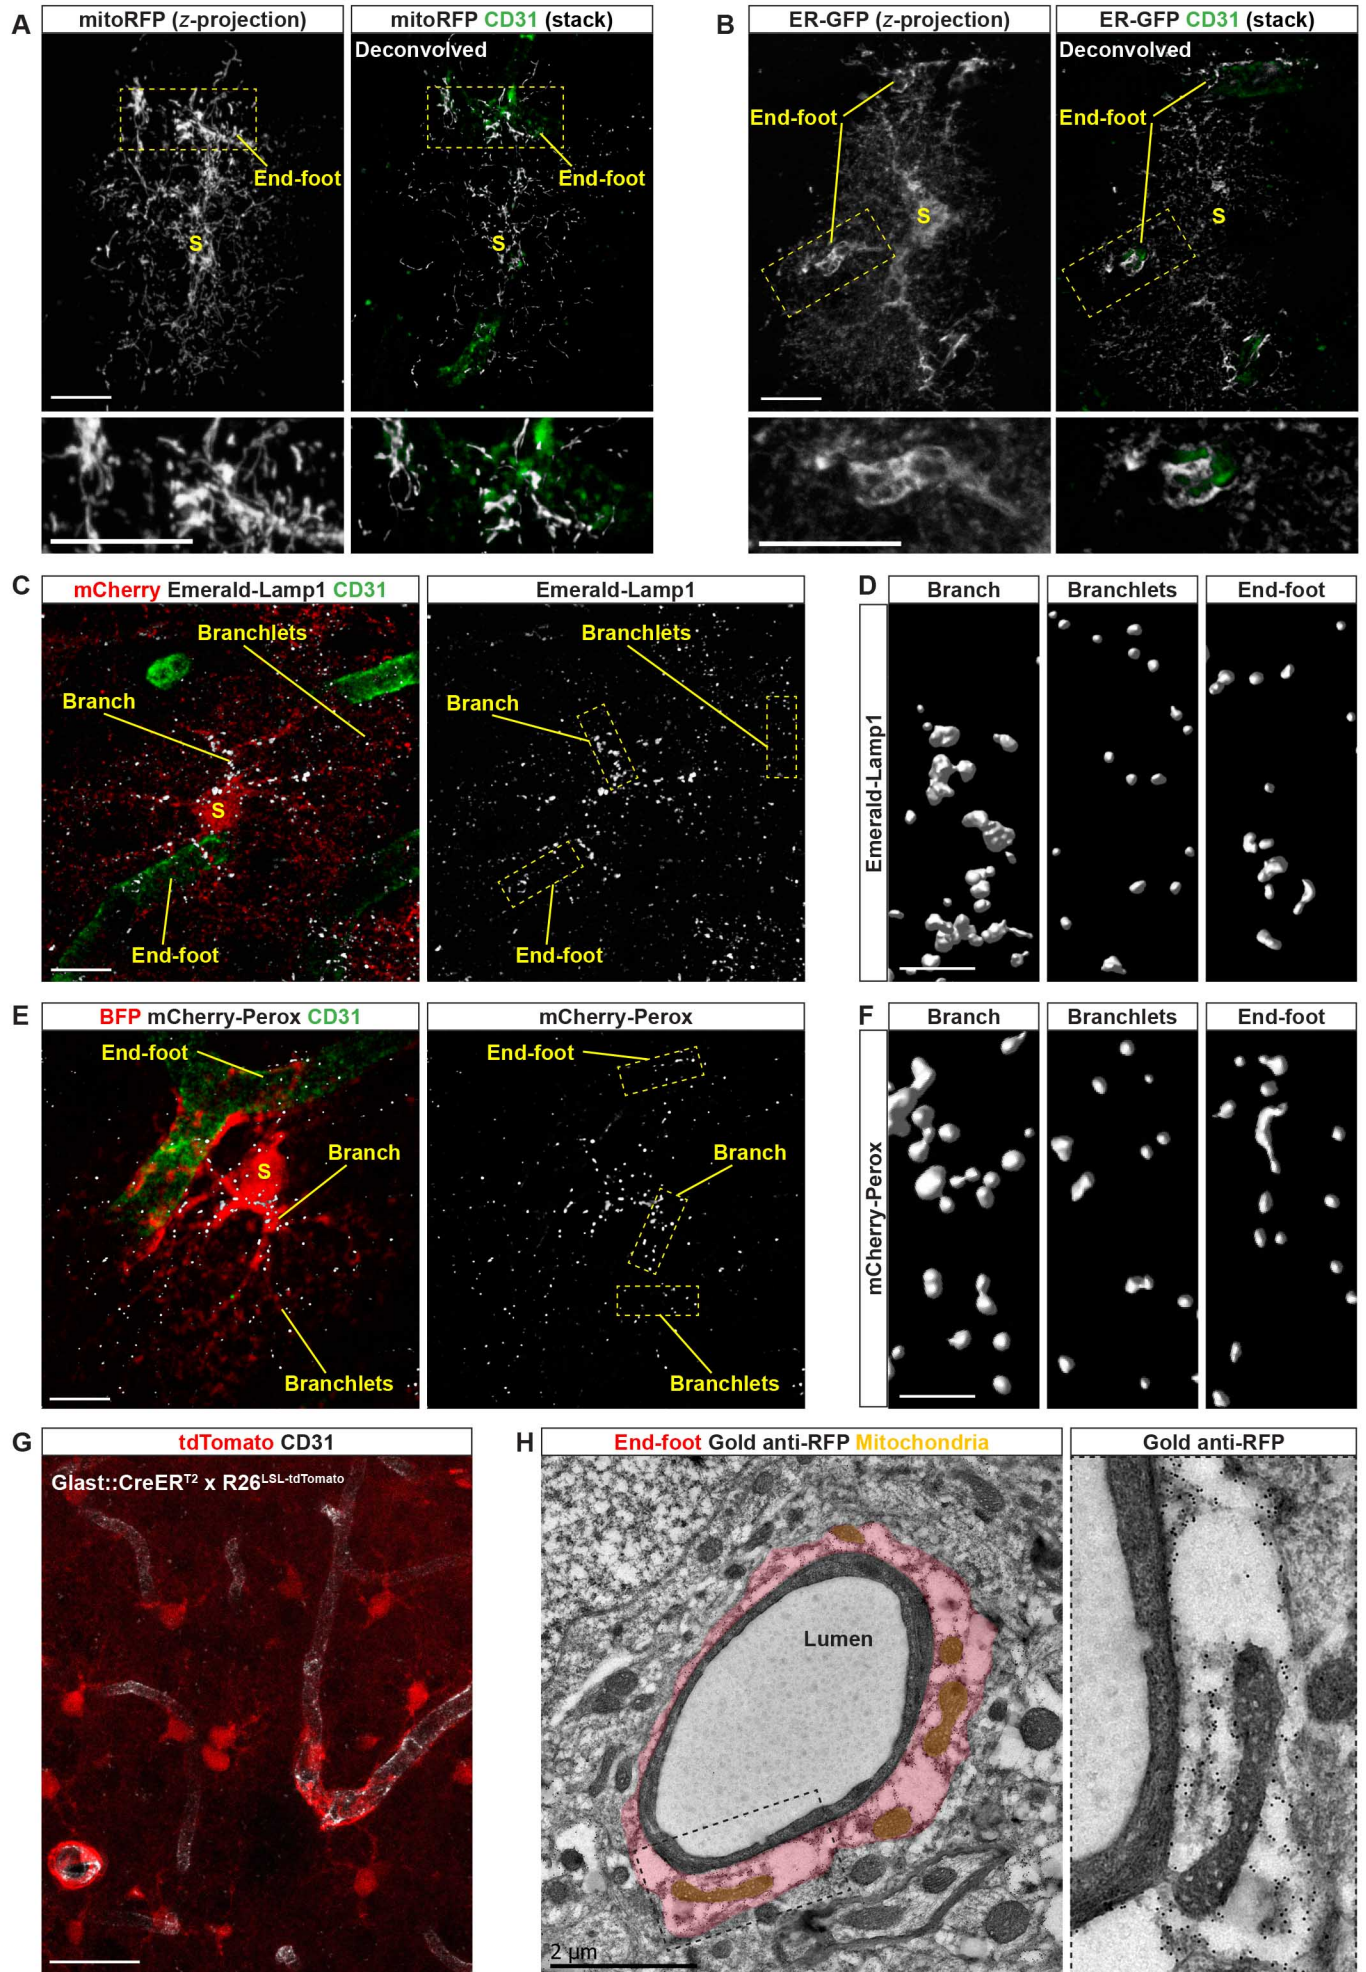 A
mitoRFP (z-projection)
mitoRFP CD31 (stack)
Deconvolved
End-foot
End-foot
S
S
B
ER-GFP (z-projection)
ER-GFP CD31 (stack)
Deconvolved
End-foot
End-foot
S
S
C
mCherry Emerald-Lamp1 CD31
Emerald-Lamp1
Branchlets
Branchlets
Branch
Branch
S
End-foot
End-foot
D
Branch
Branchlets
End-foot
Emerald-Lamp1
E
BFP mCherry-Perox CD31
mCherry-Perox
End-foot
End-foot
Branch
Branch
S
Branchlets
Branchlets
F
Branch
Branchlets
End-foot
mCherry-Perox
G
tdTomato CD31
Glast::CreERᵀ² x R26ᴸSL-tdTomato
H
End-foot Gold anti-RFP Mitochondria
Gold anti-RFP
Lumen
2 µm